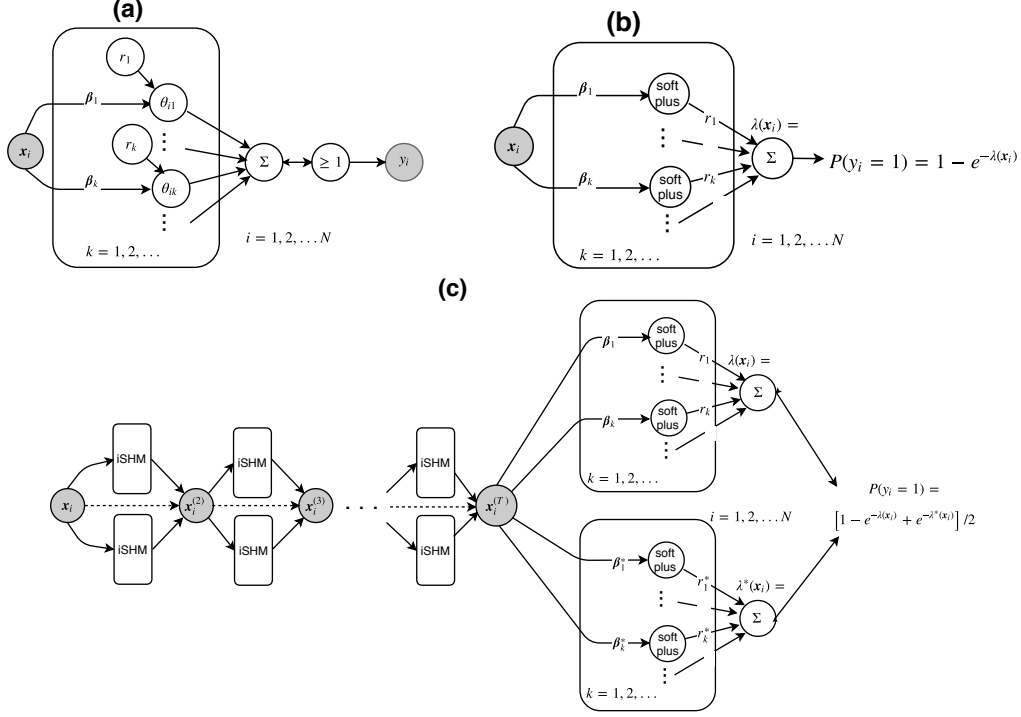 (a)
r₁
β₁
θᵢ₁
⋮
rₖ
xᵢ
Σ
≥ 1
yᵢ
βₖ
θᵢₖ
⋮
k = 1, 2, . . .
i = 1, 2, . . . N
(b)
β₁
soft
plus
r₁
λ(xᵢ) =
⋮
xᵢ
Σ
P(yᵢ = 1) = 1 − e^{−λ(xᵢ)}
βₖ
soft
plus
rₖ
⋮
k = 1, 2, . . .
i = 1, 2, . . . N
(c)
β₁
soft
plus
r₁
λ(xᵢ) =
⋮
Σ
βₖ
soft
plus
rₖ
⋮
k = 1, 2, . . .
iSHM
iSHM
iSHM
xᵢ
xᵢ^{(2)}
xᵢ^{(3)}
. . .
xᵢ^{(T)}
iSHM
iSHM
iSHM
i = 1, 2, . . . N
P(yᵢ = 1) =
[1 − e^{−λ(xᵢ)} + e^{−λ*(xᵢ)}] /2
β₁*
soft
plus
r₁*
λ*(xᵢ) =
⋮
Σ
βₖ*
soft
plus
rₖ*
⋮
k = 1, 2, . . .